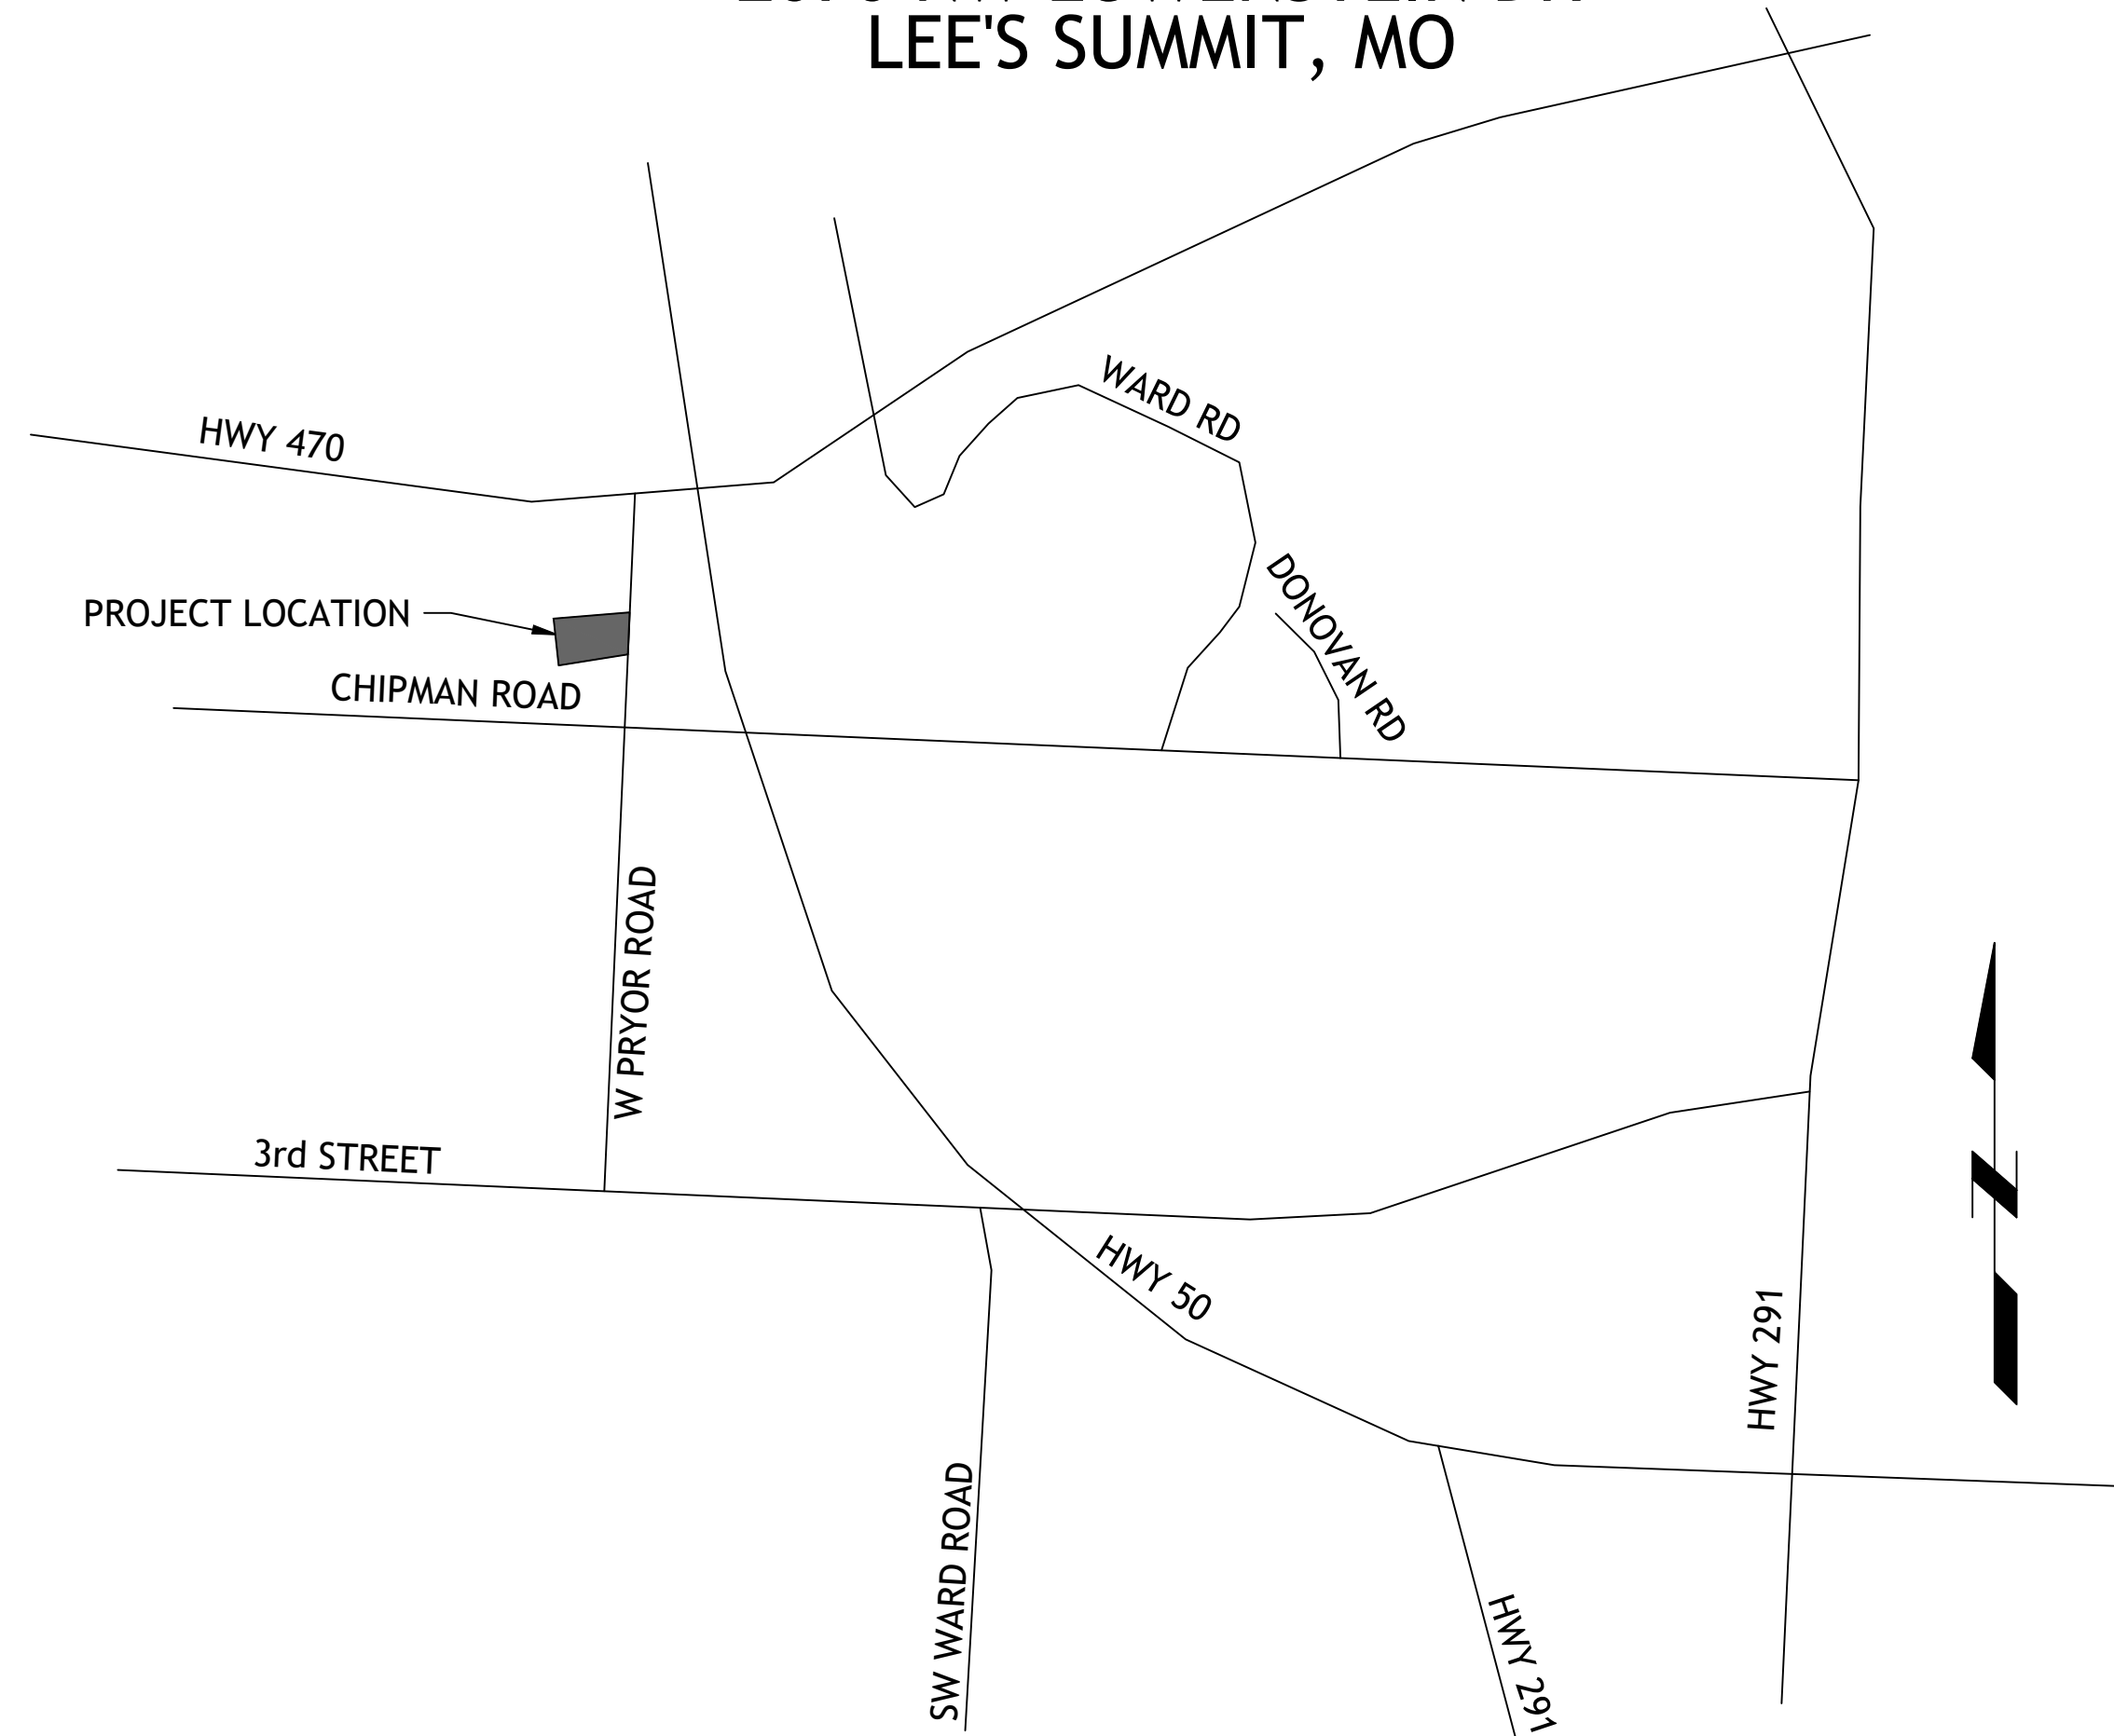 LEE'S SUMMIT, MO
WARD RD
HWY 470
DONOVAN RD
PROJECT LOCATION
CHIPMAN ROAD
W PRYOR ROAD
3rd STREET
N
HWY 50
HWY 291
SW WARD ROAD
HWY 291